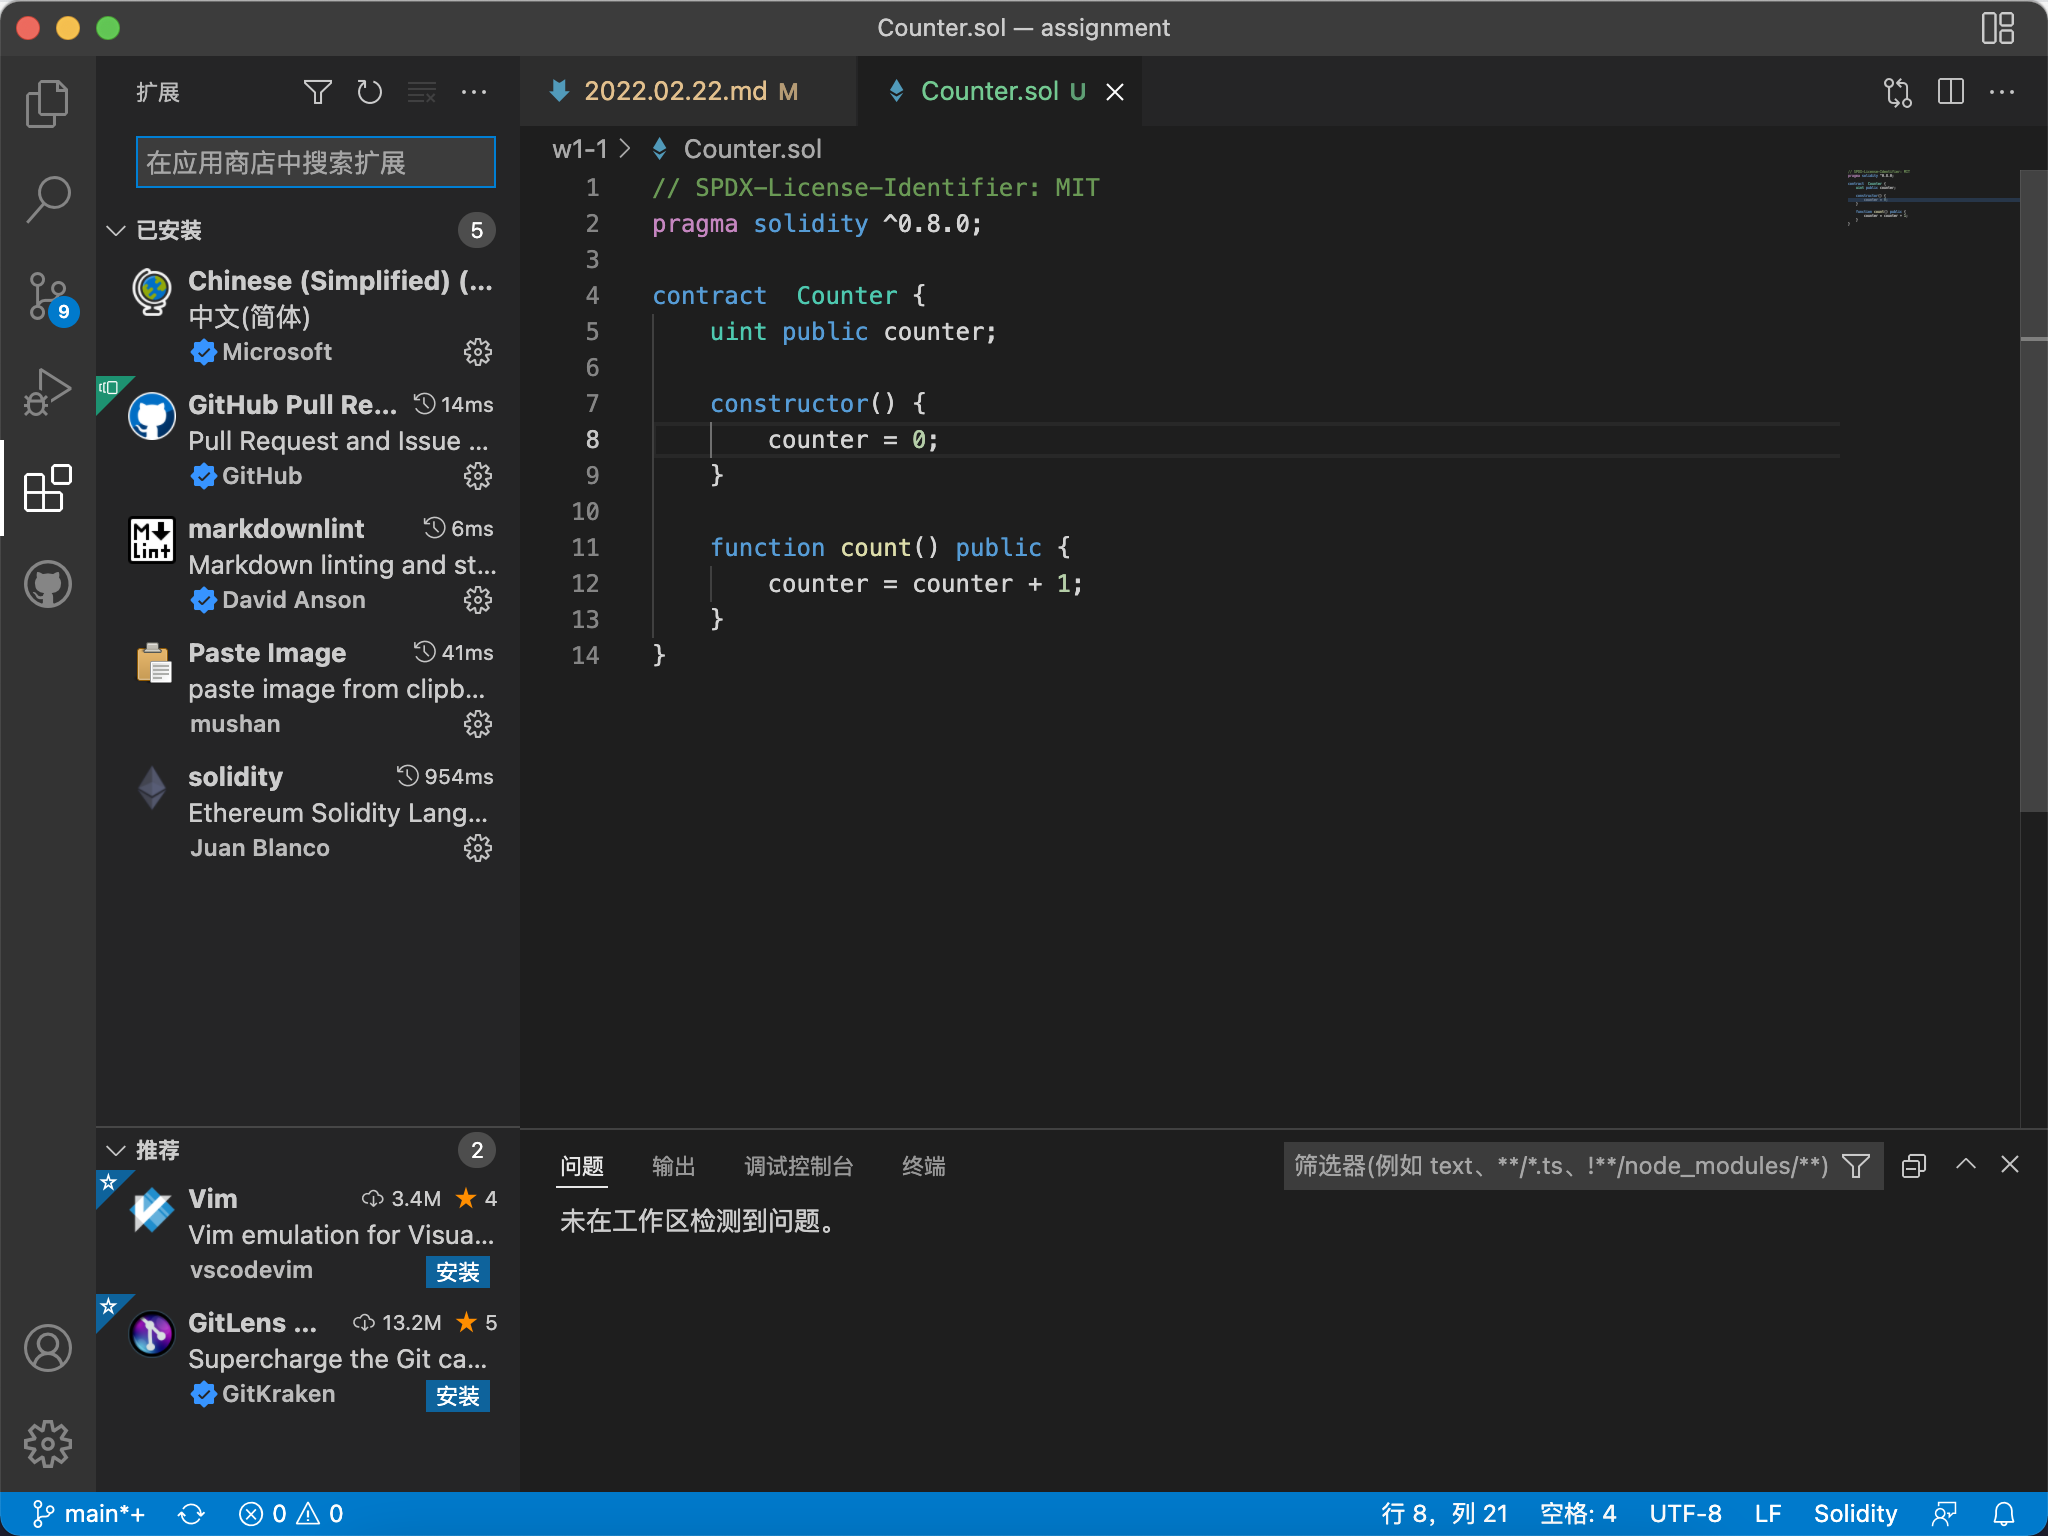 Counter.sol — assignment
扩展
在应用商店中搜索扩展
已安装 5
Chinese (Simplified) (...
中文(简体)
Microsoft
GitHub Pull Re... 14ms
Pull Request and Issue ...
GitHub
markdownlint 6ms
Markdown linting and st...
David Anson
Paste Image 41ms
paste image from clipb...
mushan
solidity 954ms
Ethereum Solidity Lang...
Juan Blanco
推荐 2
Vim 3.4M 4
Vim emulation for Visua...
vscodevim 安装
GitLens ... 13.2M 5
Supercharge the Git ca...
GitKraken 安装
9
M lint
2022.02.22.md M
Counter.sol U
w1-1 > Counter.sol
1 // SPDX-License-Identifier: MIT
2 pragma solidity ^0.8.0;
3
4 contract  Counter {
5     uint public counter;
6
7     constructor() {
8         counter = 0;
9     }
10
11     function count() public {
12         counter = counter + 1;
13     }
14 }
问题 输出 调试控制台 终端
筛选器(例如 text、**/*.ts、!**/node_modules/**)
未在工作区检测到问题。
main*+ 0 0
行 8，列 21 空格: 4 UTF-8 LF Solidity